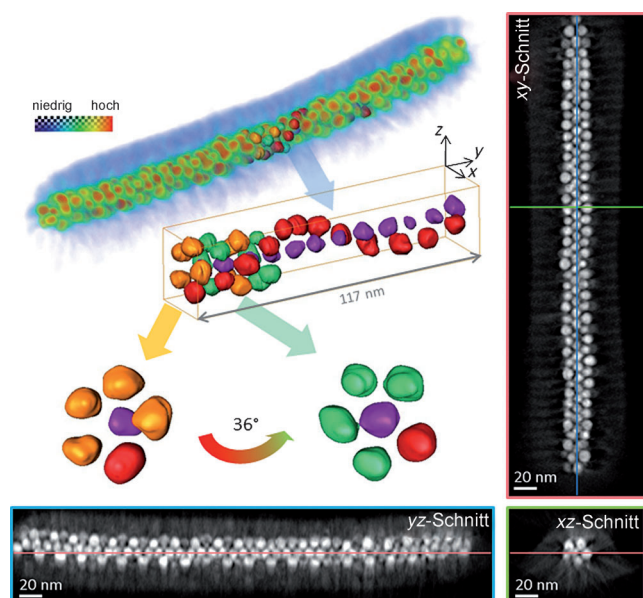 niedrig hoch
z
y
x
117 nm
36°
xy-Schnitt
20 nm
yz-Schnitt
20 nm
xz-Schnitt
20 nm